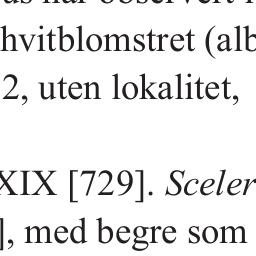 hvitblomstret (alb
2, uten lokalitet,
XIX [729]. Sceler
], med begre som